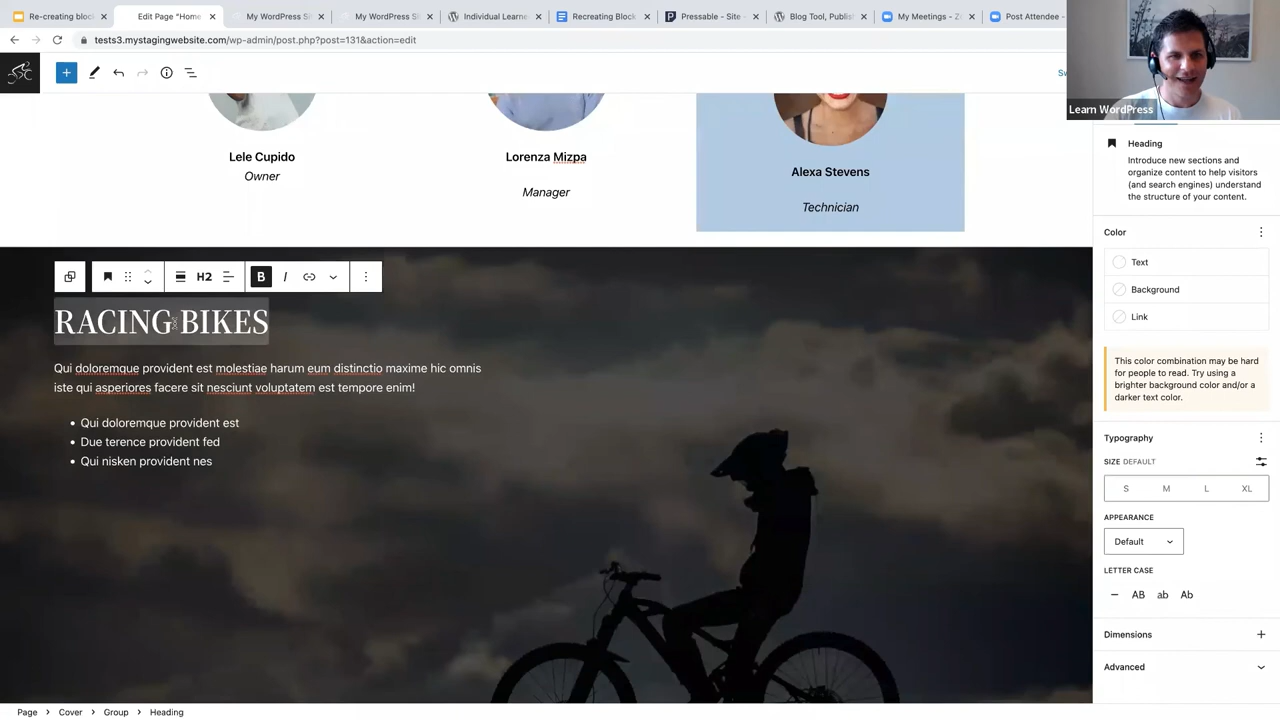 Re-creating block
Edit Page "Home
My WordPress Si
My WordPress Si
Individual Learne
Recreating Block
Pressable - Site -
Blog Tool, Publis
My Meetings - Z
Post Attendee -
tests3.mystagingwebsite.com/wp-admin/post.php?post=131&action=edit
Learn WordPress
Lele Cupido
Owner
Lorenza Mizpa
Manager
Alexa Stevens
Technician
H2
B
I
RACING BIKES
Qui doloremque provident est molestiae harum eum distinctio maxime hic omnis
iste qui asperiores facere sit nesciunt voluptatem est tempore enim!
• Qui doloremque provident est
• Due terence provident fed
• Qui nisken provident nes
Heading
Introduce new sections and
organize content to help visitors
(and search engines) understand
the structure of your content.
Color
Text
Background
Link
This color combination may be hard
for people to read. Try using a
brighter background color and/or a
darker text color.
Typography
SIZE DEFAULT
S M L XL
APPEARANCE
Default
LETTER CASE
— AB ab Ab
Dimensions
Advanced
Page > Cover > Group > Heading